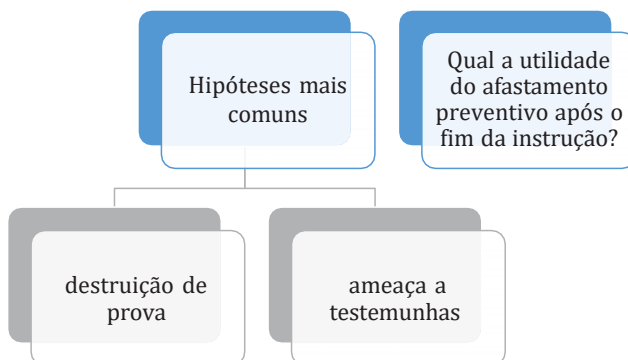 Hipóteses mais
comuns
Qual a utilidade
do afastamento
preventivo após o
fim da instrução?
destruição de
prova
ameaça a
testemunhas